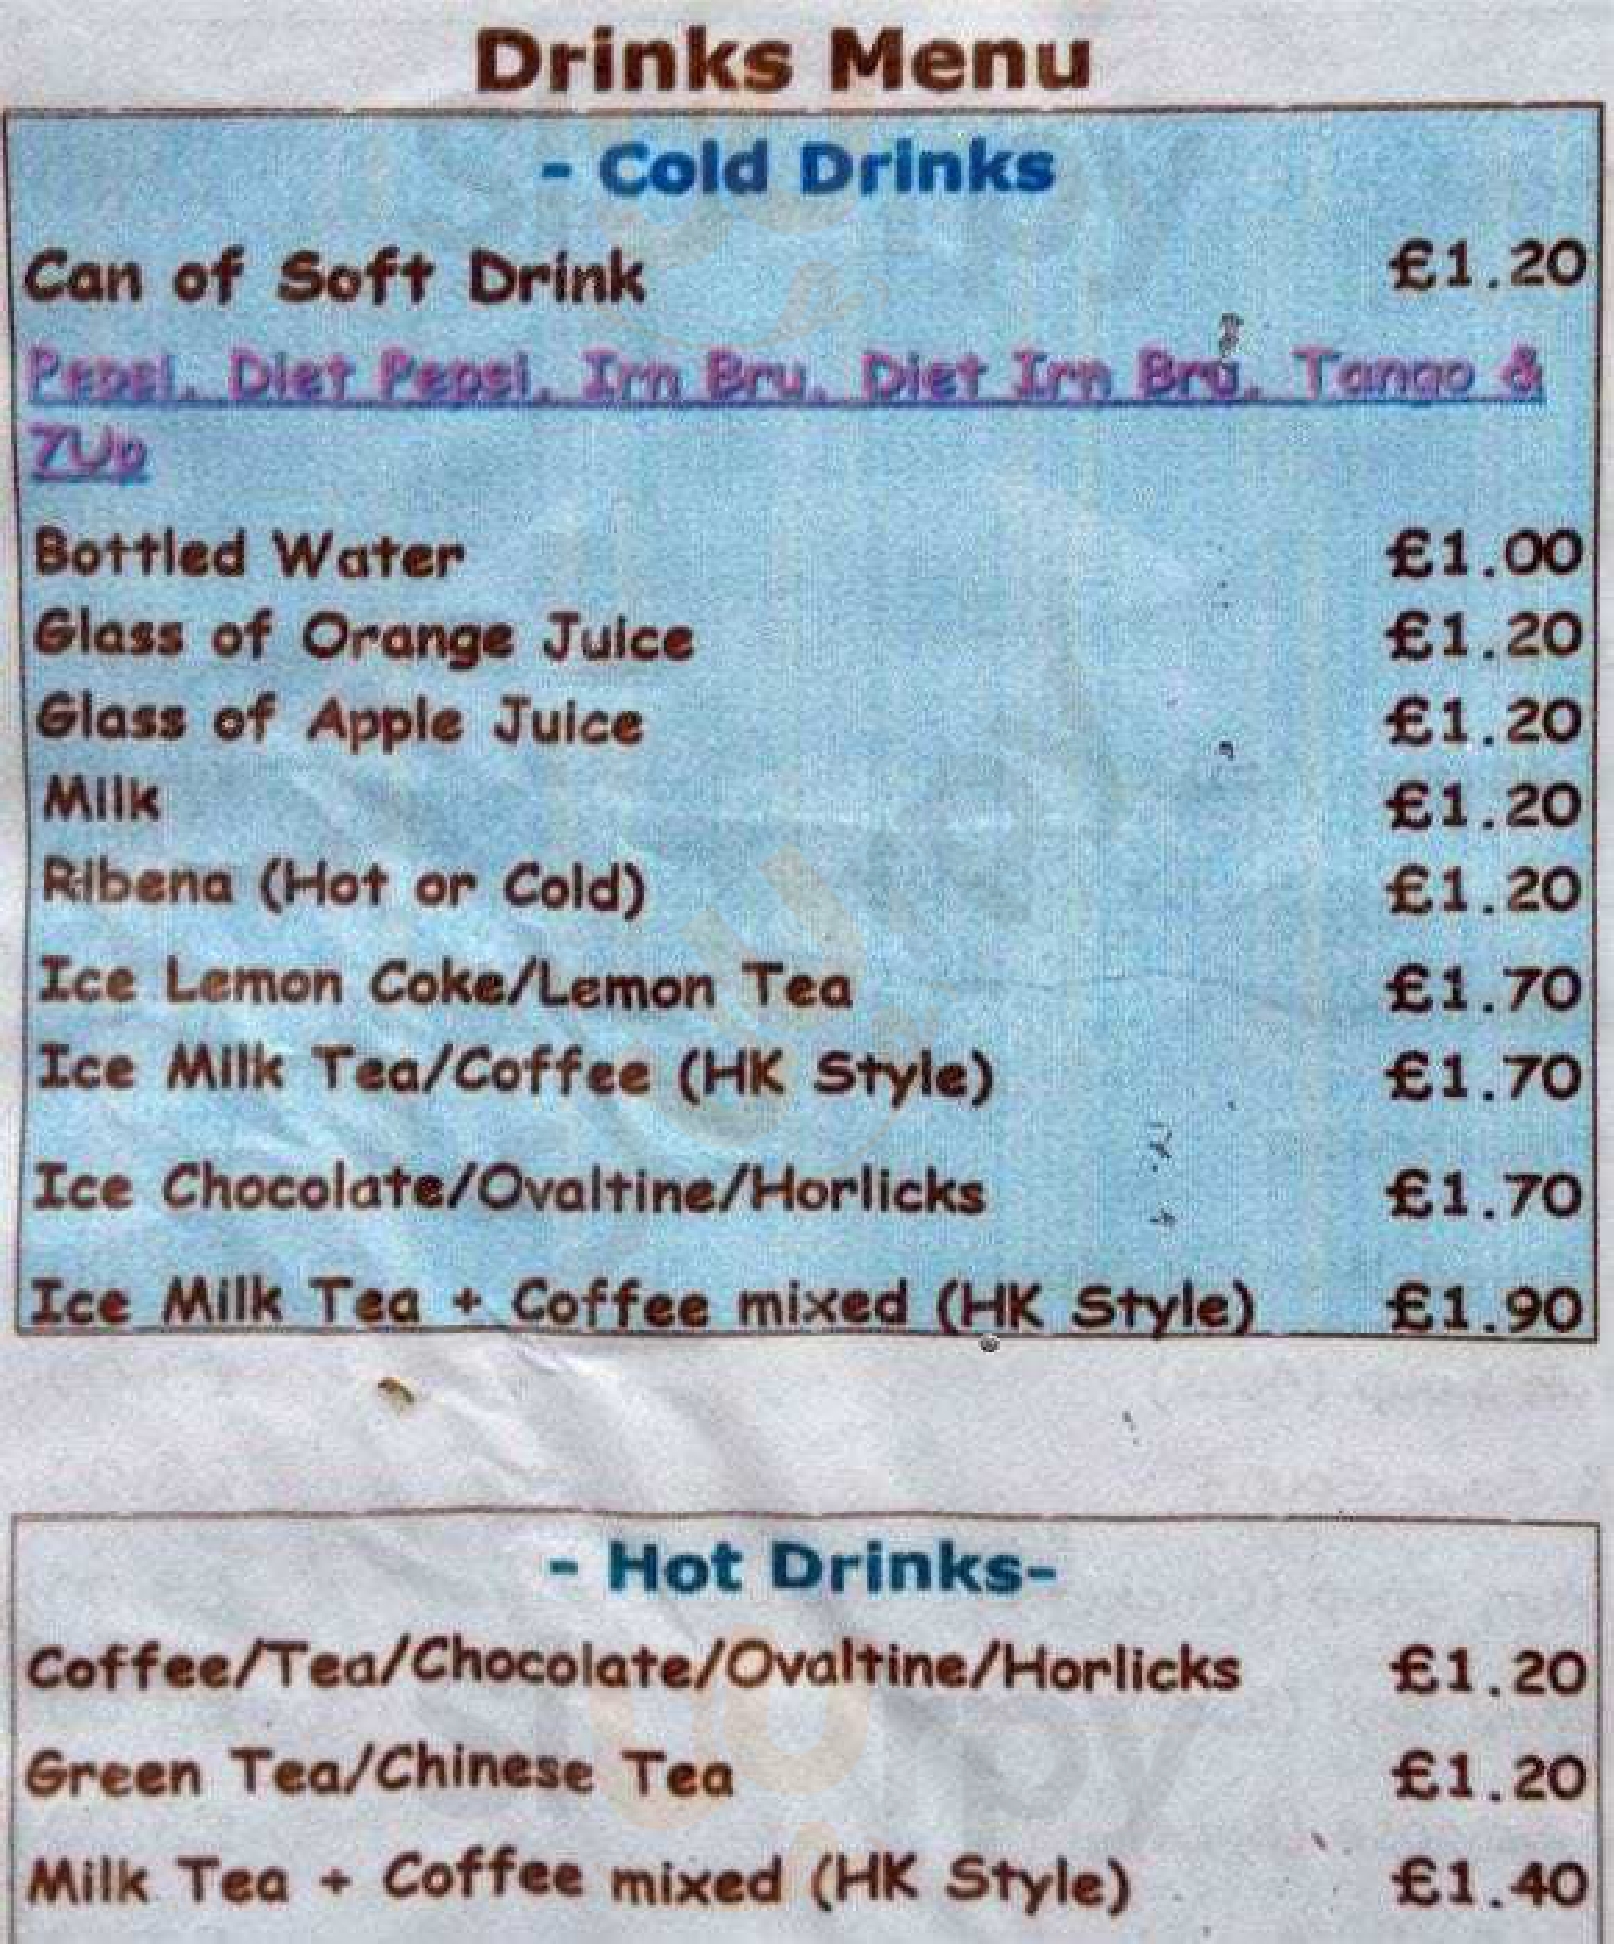 Drinks Menu
- Cold Drinks
Can of Soft Drink £1.20
Pepsi, Diet Pepsi, Irn Bru, Diet Irn Bru, Tango &
7Up
Bottled Water £1.00
Glass of Orange Juice £1.20
Glass of Apple Juice £1.20
Milk £1.20
Ribena (Hot or Cold) £1.20
Ice Lemon Coke/Lemon Tea £1.70
Ice Milk Tea/Coffee (HK Style) £1.70
Ice Chocolate/Ovaltine/Horlicks £1.70
Ice Milk Tea + Coffee mixed (HK Style) £1.90
- Hot Drinks-
Coffee/Tea/Chocolate/Ovaltine/Horlicks £1.20
Green Tea/Chinese Tea £1.20
Milk Tea + Coffee mixed (HK Style) £1.40